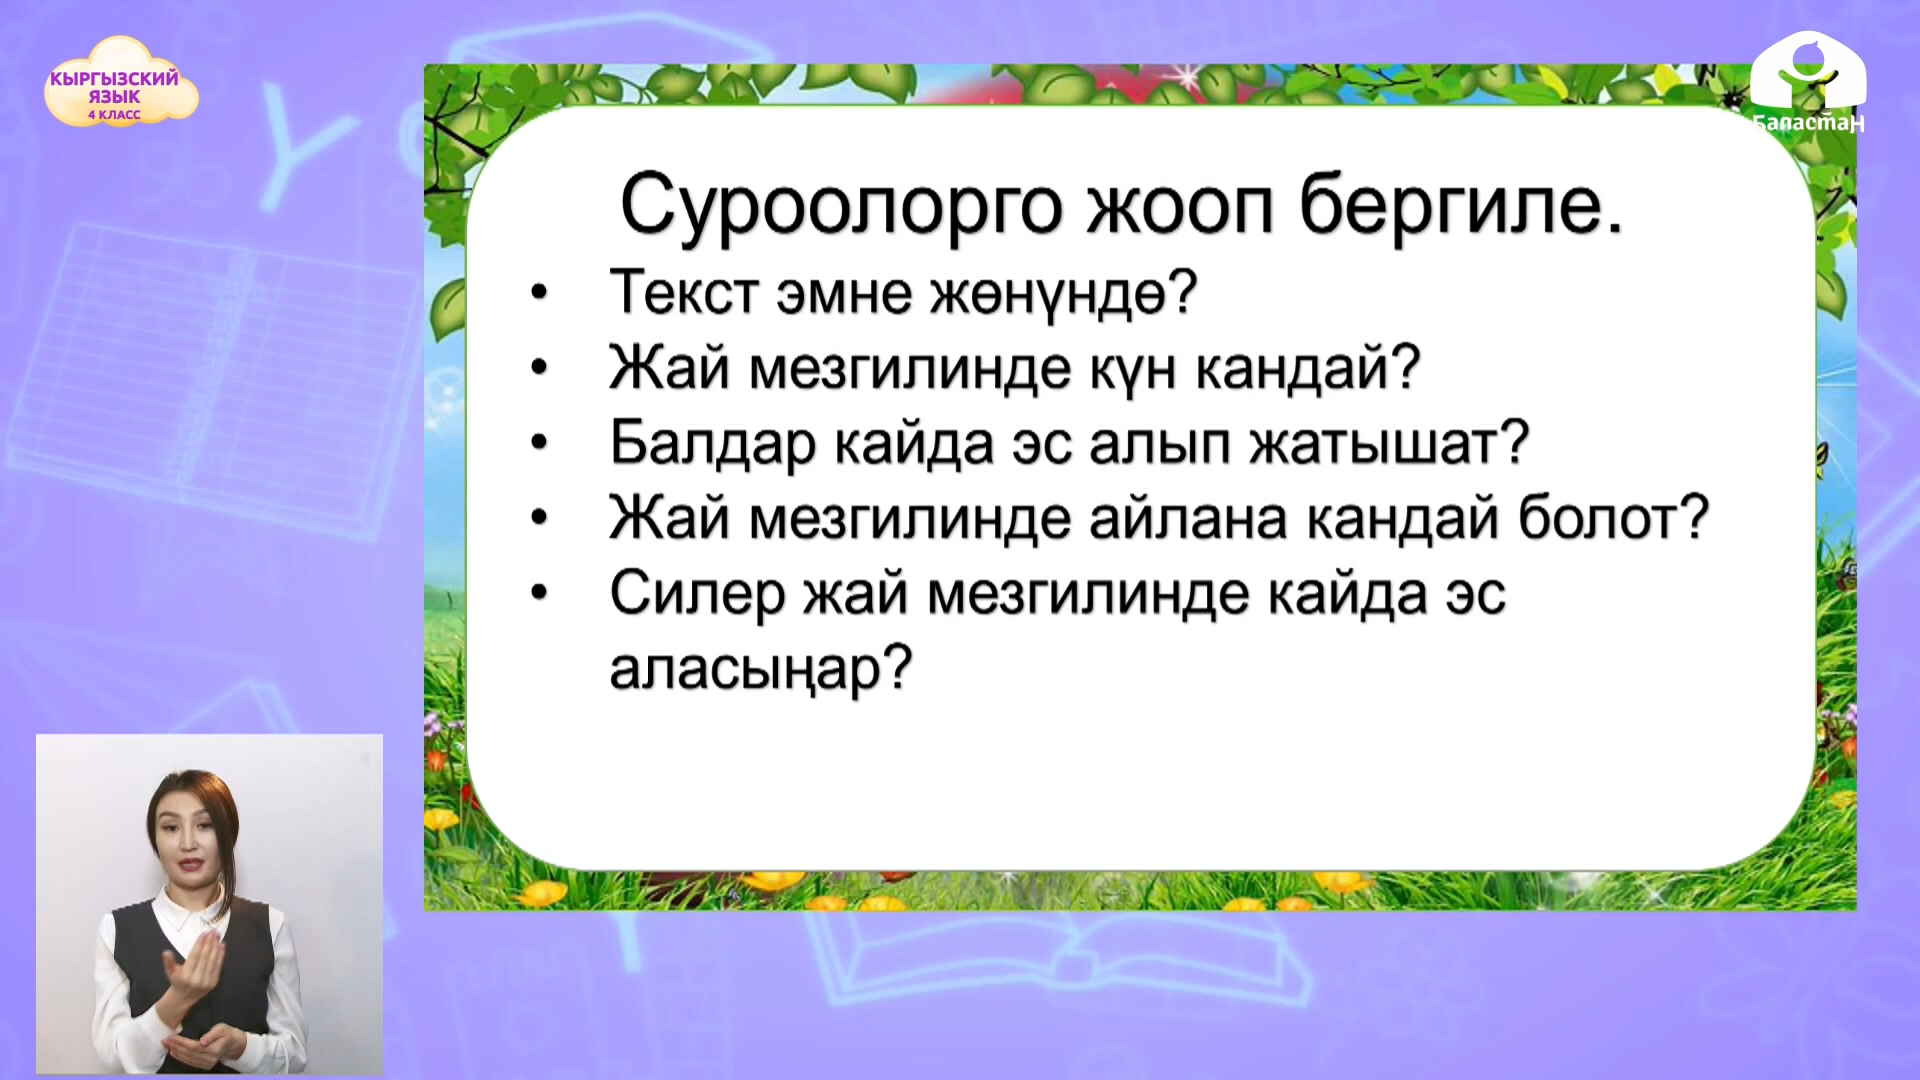 КЫРГЫЗСКИЙ
ЯЗЫК
4 КЛАСС
Баластан
Суроолорго жооп бергиле.
• Текст эмне жөнүндө?
• Жай мезгилинде күн кандай?
• Балдар кайда эс алып жатышат?
• Жай мезгилинде айлана кандай болот?
• Силер жай мезгилинде кайда эс
аласыңар?